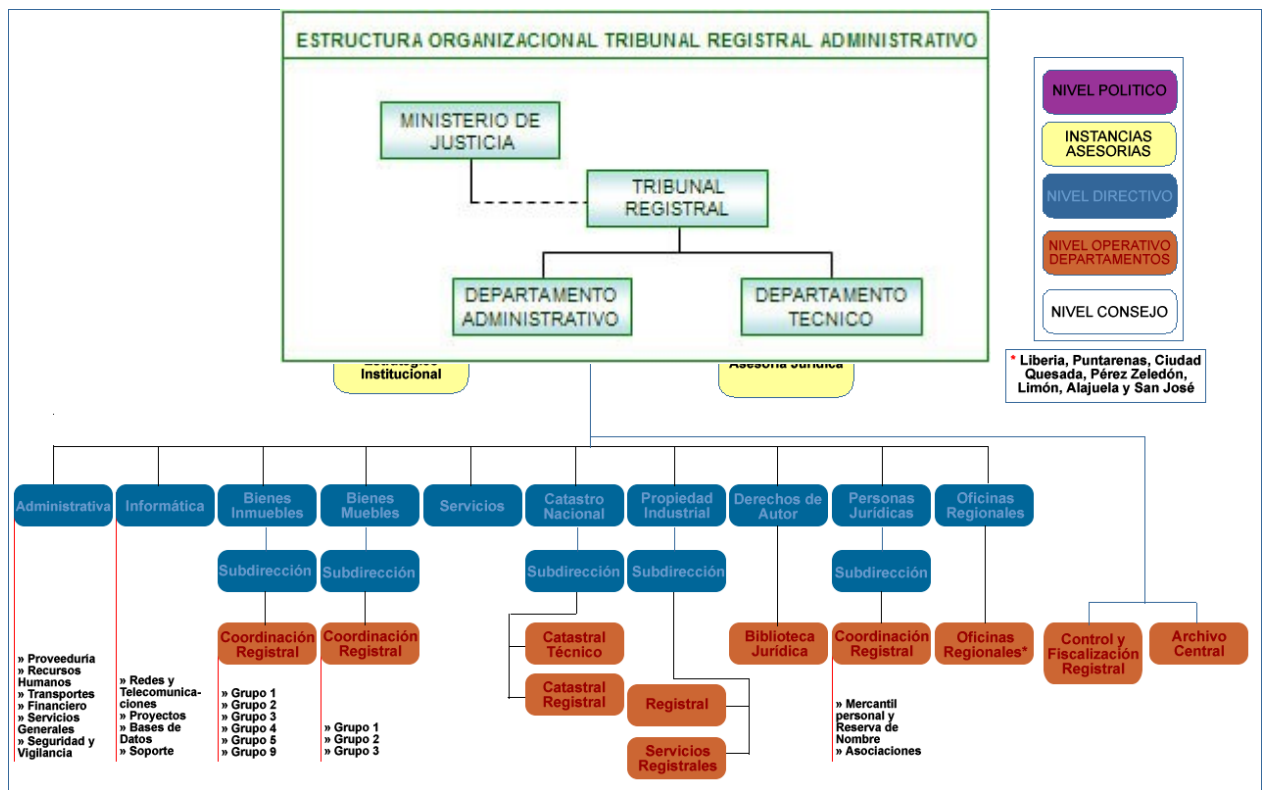 ESTRUCTURA ORGANIZACIONAL TRIBUNAL REGISTRAL ADMINISTRATIVO
MINISTERIO DE
JUSTICIA
TRIBUNAL
REGISTRAL
DEPARTAMENTO
ADMINISTRATIVO
DEPARTAMENTO
TECNICO
NIVEL POLITICO
INSTANCIAS
ASESORIAS
NIVEL DIRECTIVO
NIVEL OPERATIVO
DEPARTAMENTOS
NIVEL CONSEJO
* Liberia, Puntarenas, Ciudad
Quesada, Pérez Zeledón,
Limón, Alajuela y San José
Institucional
Asesoría Jurídica
Administrativa
Informática
Bienes
Inmuebles
Bienes
Muebles
Servicios
Catastro
Nacional
Propiedad
Industrial
Derechos de
Autor
Personas
Jurídicas
Oficinas
Regionales
Subdirección
Subdirección
Subdirección
Subdirección
Subdirección
Coordinación
Registral
Coordinación
Registral
Catastral
Técnico
Catastral
Registral
Registral
Servicios
Registrales
Biblioteca
Jurídica
Coordinación
Registral
Oficinas
Regionales*
Control y
Fiscalización
Registral
Archivo
Central
» Proveeduría
» Recursos
Humanos
» Transportes
» Financiero
» Servicios
Generales
» Seguridad y
Vigilancia
» Redes y
Telecomunica-
ciones
» Proyectos
» Bases de
Datos
» Soporte
» Grupo 1
» Grupo 2
» Grupo 3
» Grupo 4
» Grupo 5
» Grupo 9
» Grupo 1
» Grupo 2
» Grupo 3
» Mercantil
personal y
Reserva de
Nombre
» Asociaciones